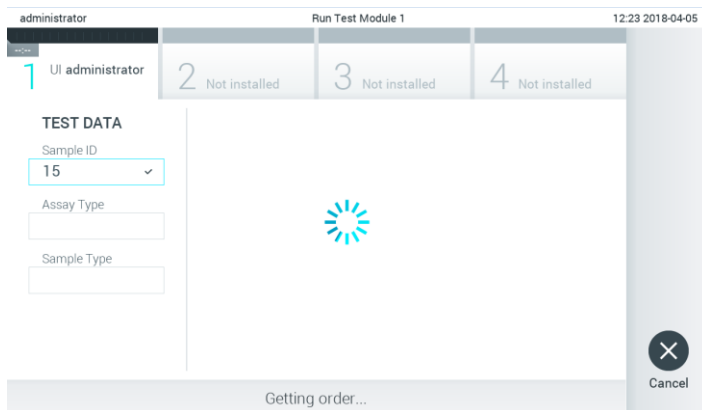 administrator Run Test Module 1 12:23 2018-04-05
--:--
1 UI administrator 2 Not installed 3 Not installed 4 Not installed
TEST DATA
Sample ID
15
Assay Type
Sample Type
Cancel
Getting order...